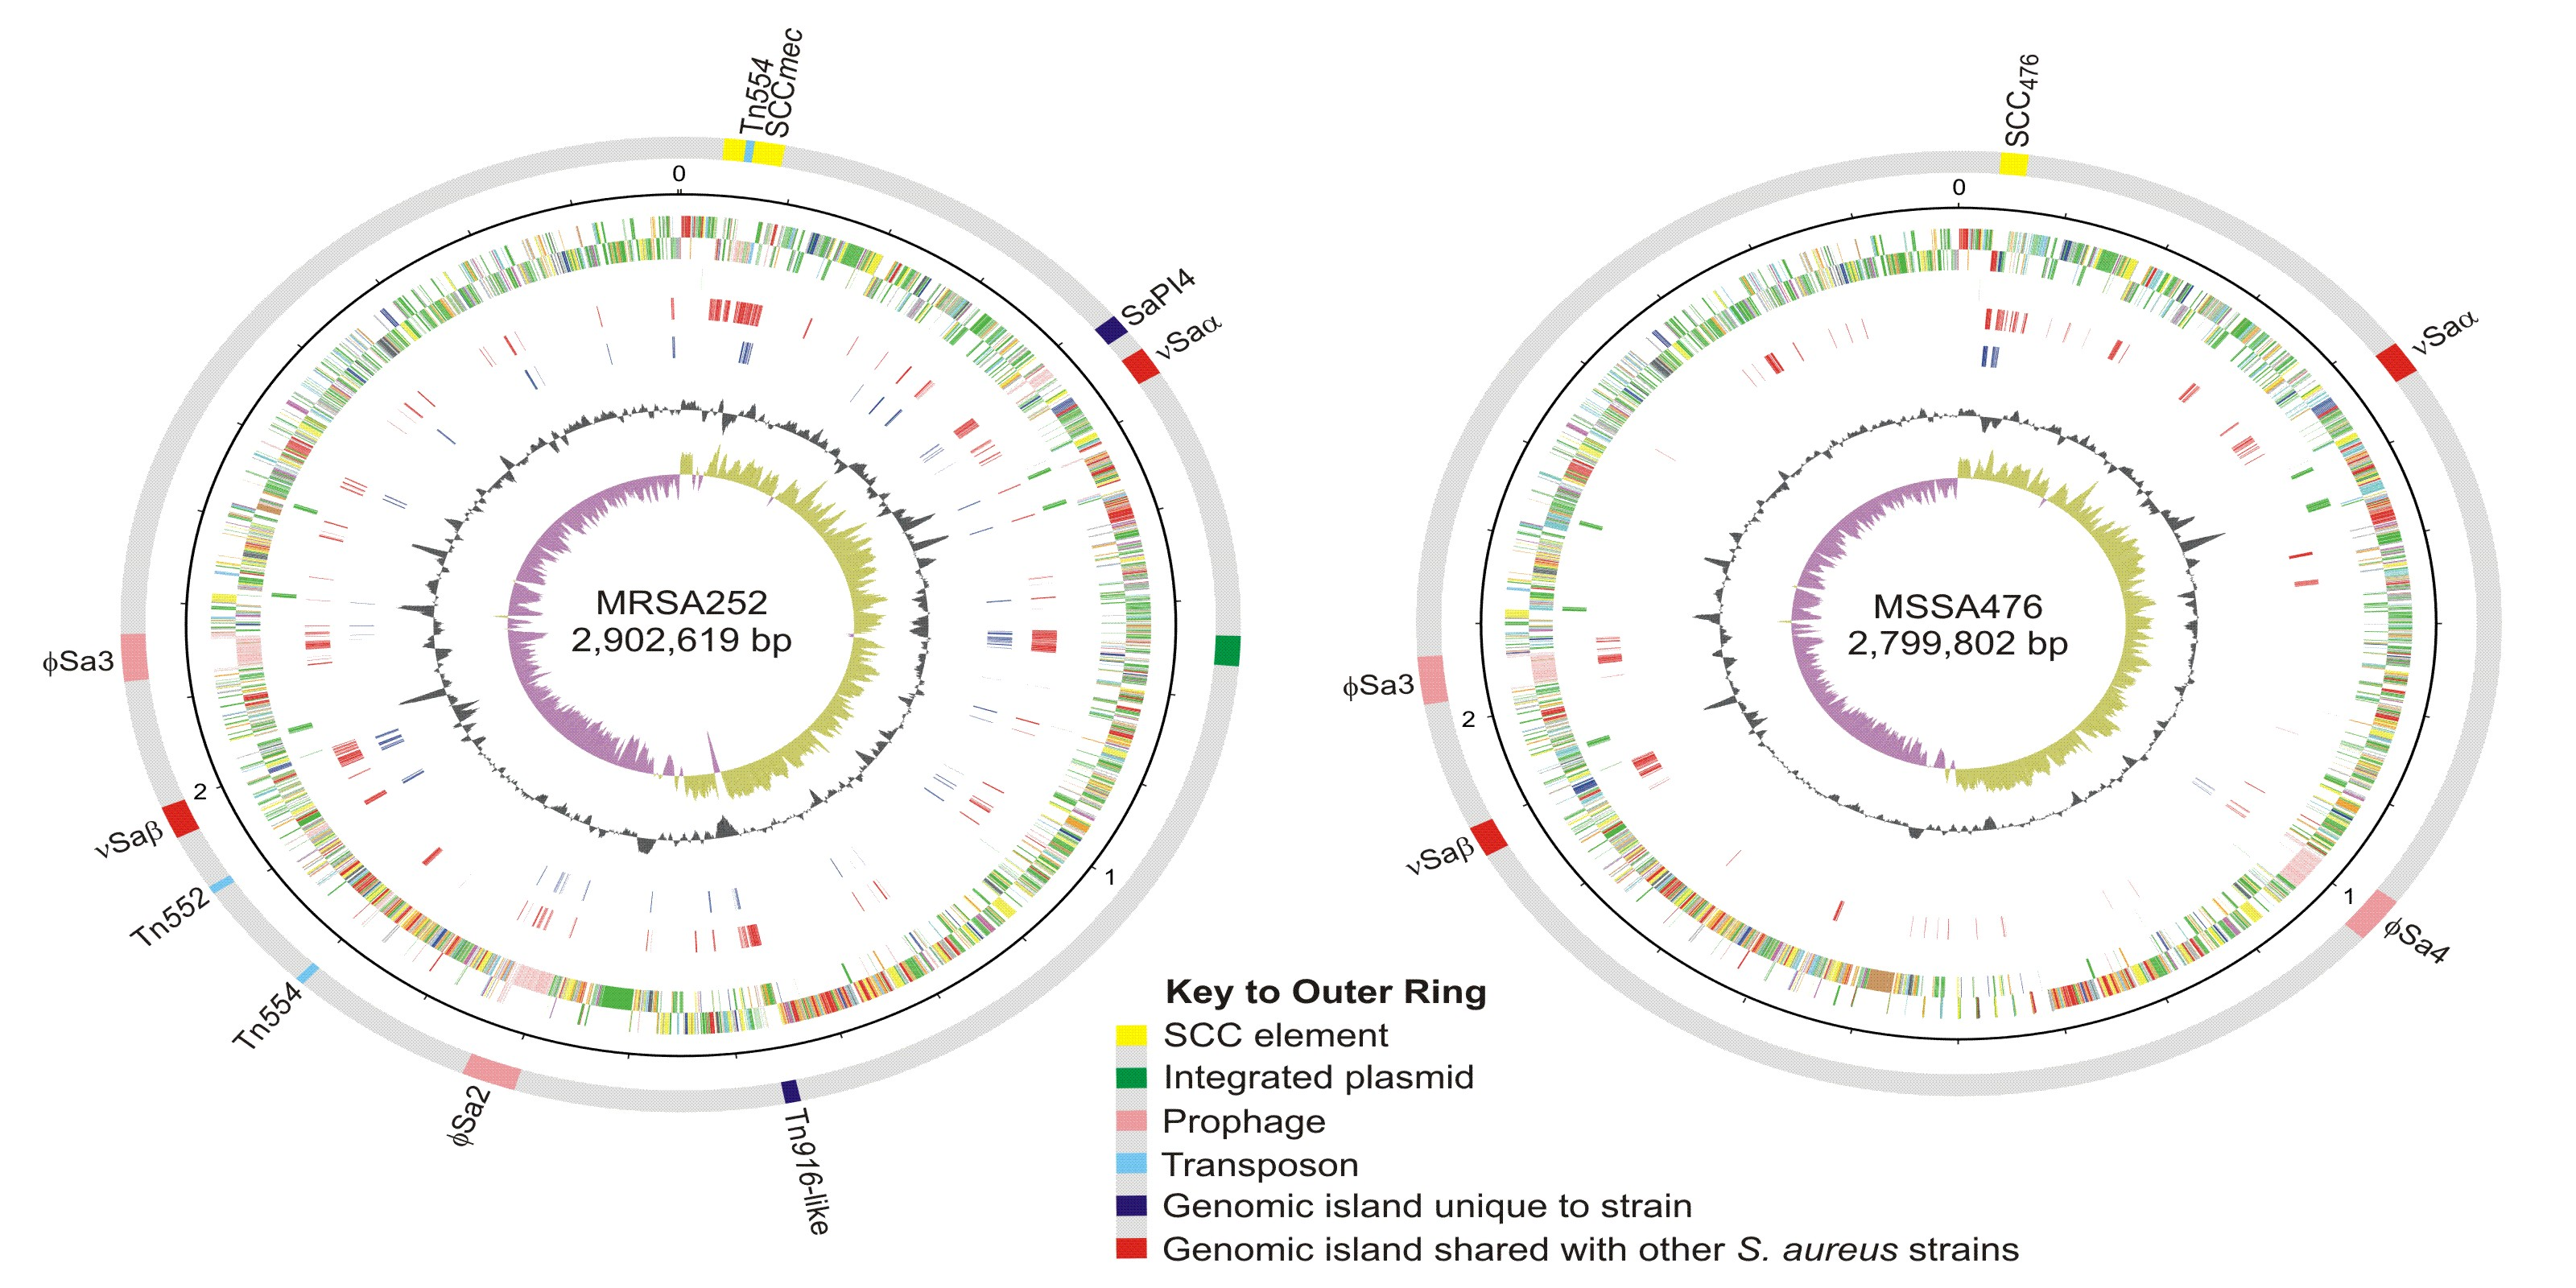 Tn554
SCCmec
0
SaPI4
νSaα
MRSA252
2,902,619 bp
1
Tn916-like
ϕSa2
Tn554
Tn552
νSaβ
2
ϕSa3
SCC476
0
νSaα
MSSA476
2,799,802 bp
1
ϕSa4
νSaβ
2
ϕSa3
Key to Outer Ring
SCC element
Integrated plasmid
Prophage
Transposon
Genomic island unique to strain
Genomic island shared with other S. aureus strains